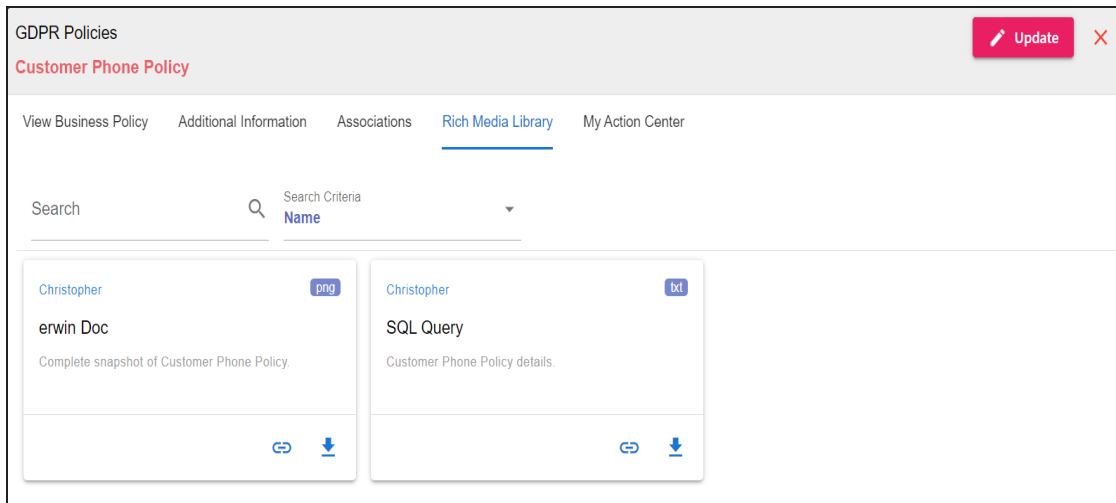 GDPR Policies
Update
Customer Phone Policy
View Business Policy Additional Information Associations Rich Media Library My Action Center
Search
Search Criteria
Name
Christopher png
erwin Doc
Complete snapshot of Customer Phone Policy.
Christopher txt
SQL Query
Customer Phone Policy details.